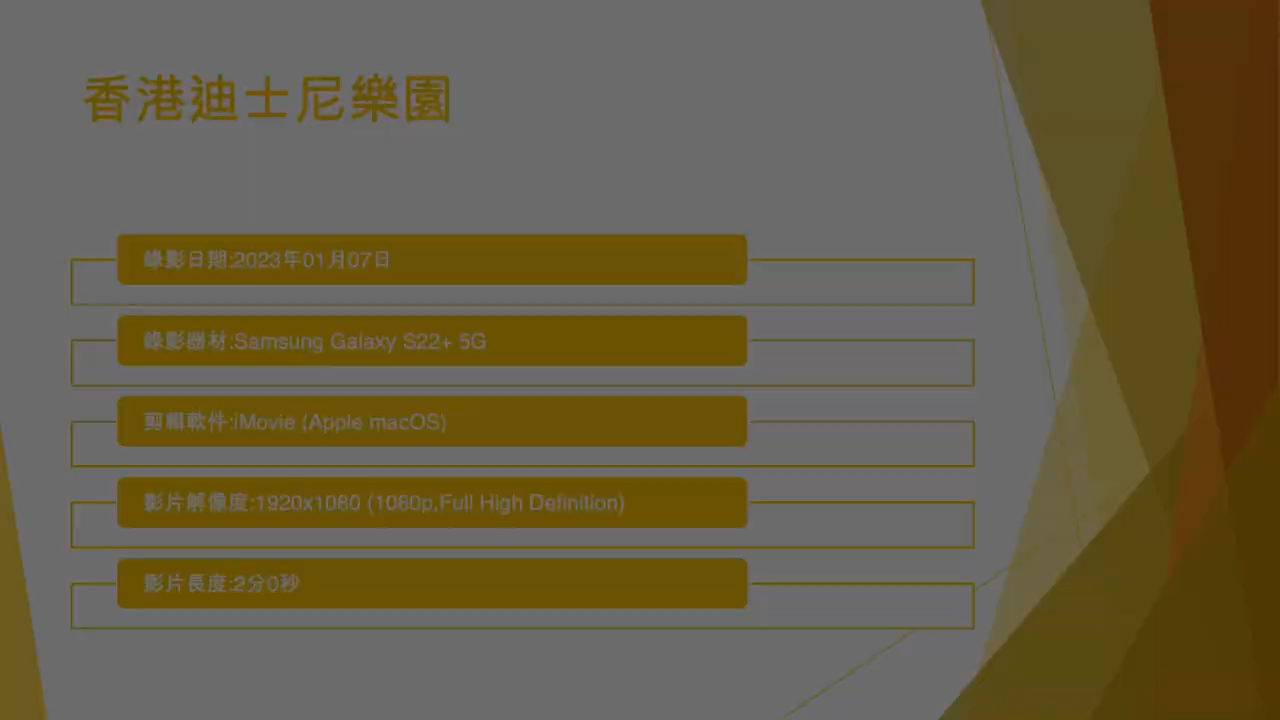 香港迪士尼樂園
錄影日期:2023年01月07日
錄影器材:Samsung Galaxy S22+ 5G
剪輯軟件:iMovie (Apple macOS)
影片解像度:1920x1080 (1080p,Full High Definition)
影片長度:2分0秒